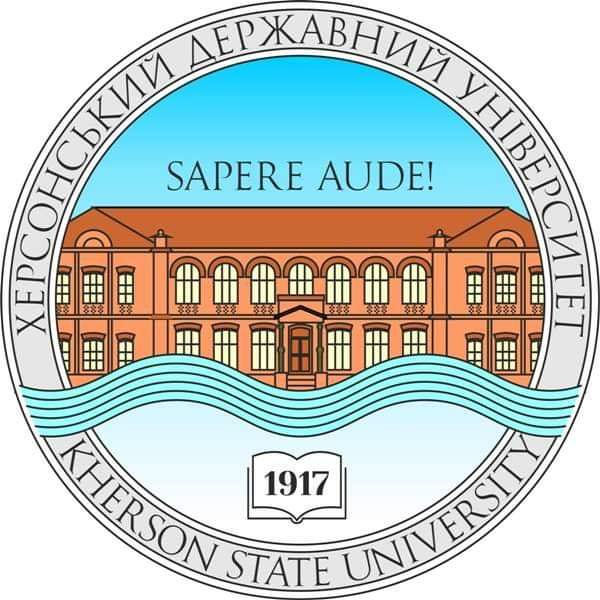 ХЕРСОНСЬКИЙ ДЕРЖАВНИЙ УНІВЕРСИТЕТ
SAPERE AUDE!
1917
KHERSON STATE UNIVERSITY